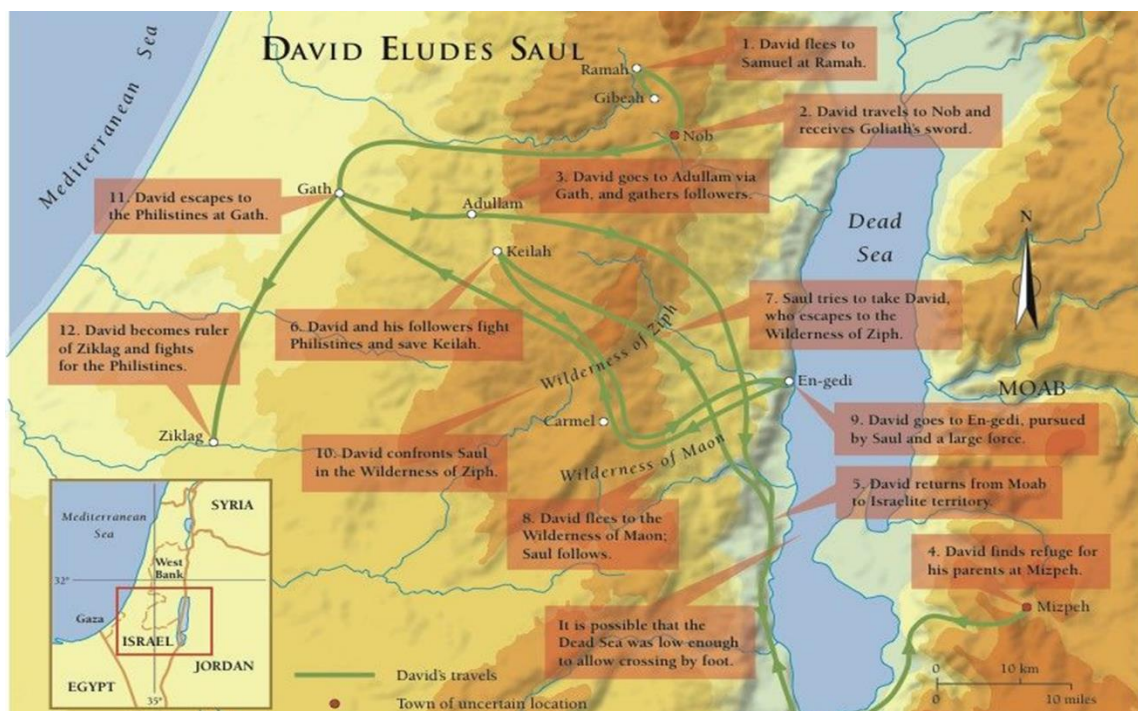 DAVID ELUDES SAUL
Mediterranean Sea
1. David flees to
Samuel at Ramah.
Ramah
Gibeah
2. David travels to Nob and
receives Goliath's sword.
Nob
3. David goes to Adullam via
Gath, and gathers followers.
Gath
11. David escapes to
the Philistines at Gath.
Adullam
Keilah
Dead
Sea
N
7. Saul tries to take David,
who escapes to the
Wilderness of Ziph.
6. David and his followers fight
Philistines and save Keilah.
12. David becomes ruler
of Ziklag and fights
for the Philistines.
Wilderness of Ziph
En-gedi
MOAB
Carmel
9. David goes to En-gedi, pursued
by Saul and a large force.
Ziklag
10. David confronts Saul
in the Wilderness of Ziph.
Wilderness of Maon
5. David returns from Moab
to Israelite territory.
8. David flees to the
Wilderness of Maon;
Saul follows.
4. David finds refuge for
his parents at Mizpeh.
Mizpeh
It is possible that the
Dead Sea was low enough
to allow crossing by foot.
Mediterranean
Sea
SYRIA
West
Bank
32°
Gaza
ISRAEL
JORDAN
EGYPT
35°
David's travels
Town of uncertain location
0 10 km
0 10 miles